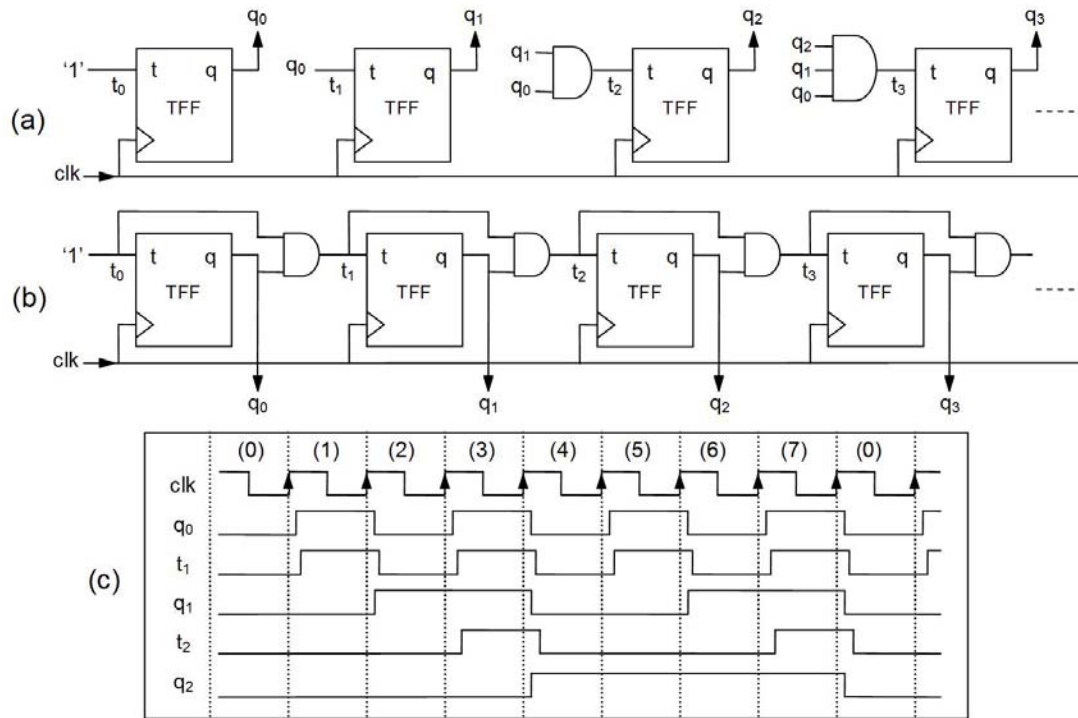 q0 q1 q2 q3
‘1’ t0 t q TFF q0 t1 t q TFF q1 q0 t2 t q TFF q2 q1 q0 t3 t q TFF
(a)
clk
‘1’ t0 t q TFF t1 t q TFF t2 t q TFF t3 t q TFF
(b)
clk
q0 q1 q2 q3
(0) (1) (2) (3) (4) (5) (6) (7) (0)
clk
q0
t1
(c)
q1
t2
q2